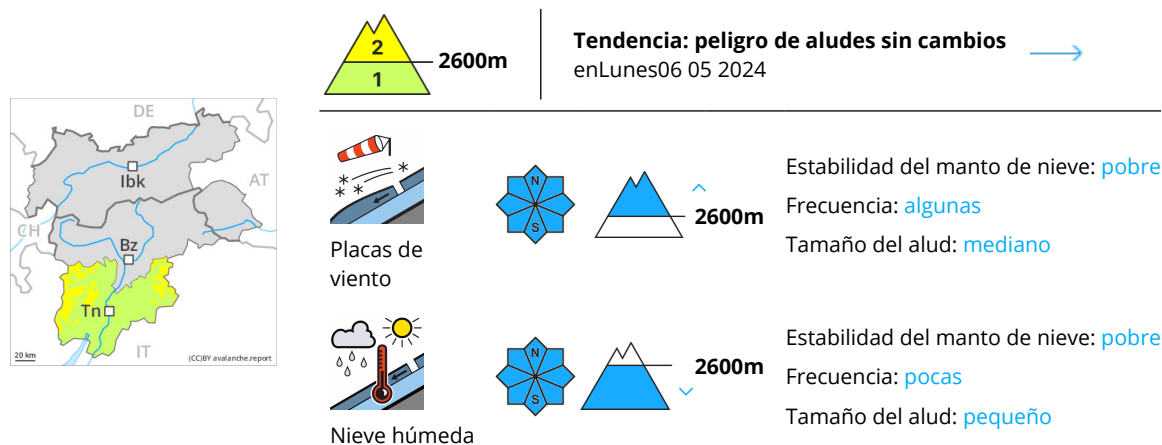 2
1
2600m
Tendencia: peligro de aludes sin cambios
enLunes06 05 2024
DE
Ibk
AT
CH
Bz
Tn
IT
20 km
(CC)BY avalanche.report
N
S
2600m
Placas de
viento
Estabilidad del manto de nieve: pobre
Frecuencia: algunas
Tamaño del alud: mediano
N
S
2600m
Nieve húmeda
Estabilidad del manto de nieve: pobre
Frecuencia: pocas
Tamaño del alud: pequeño